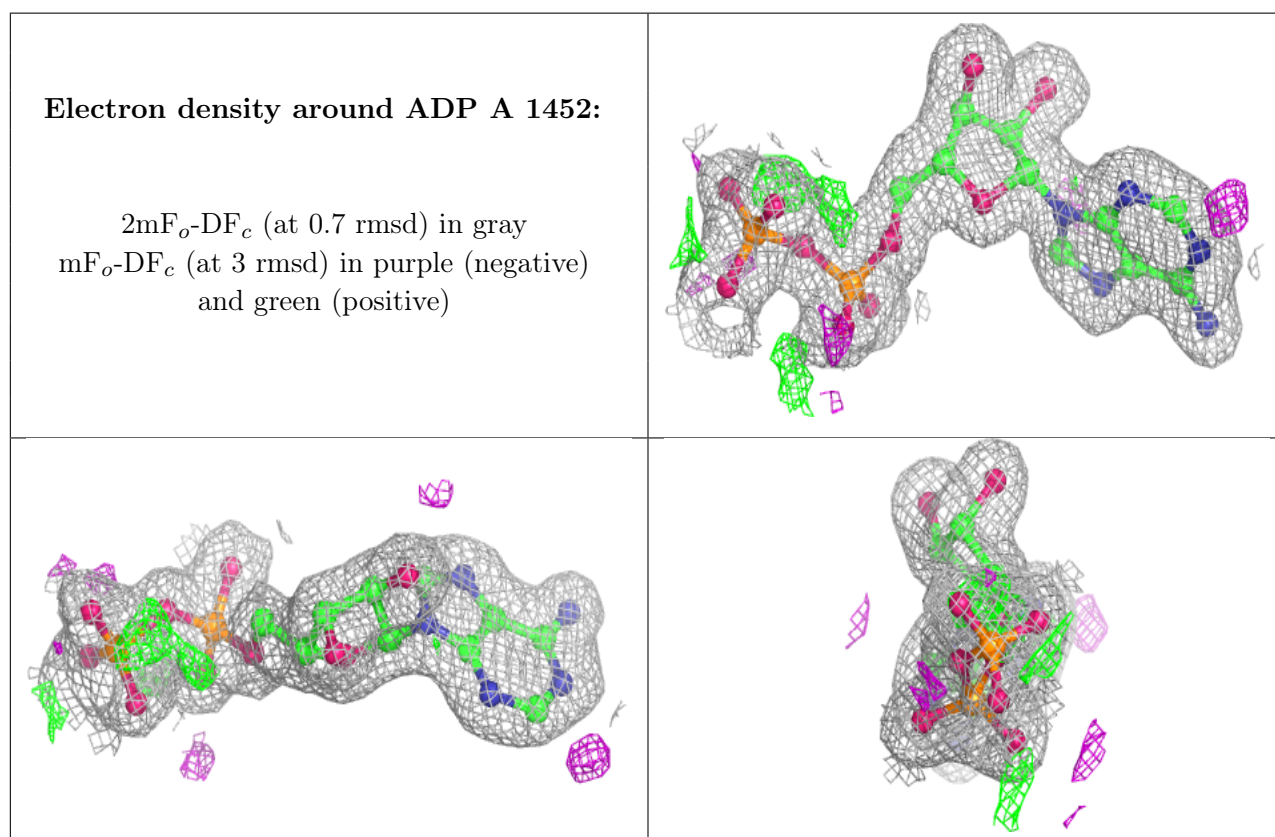 Electron density around ADP A 1452:
2mFo-DFc (at 0.7 rmsd) in gray
mFo-DFc (at 3 rmsd) in purple (negative)
and green (positive)